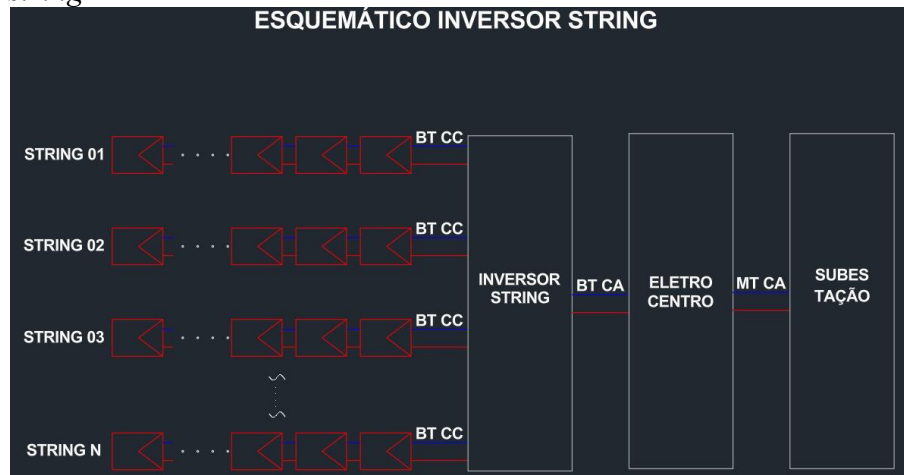 ESQUEMÁTICO INVERSOR STRING
STRING 01
BT CC
STRING 02
BT CC
STRING 03
BT CC
STRING N
BT CC
INVERSOR
STRING
BT CA
ELETRO
CENTRO
MT CA
SUBES
TAÇÃO